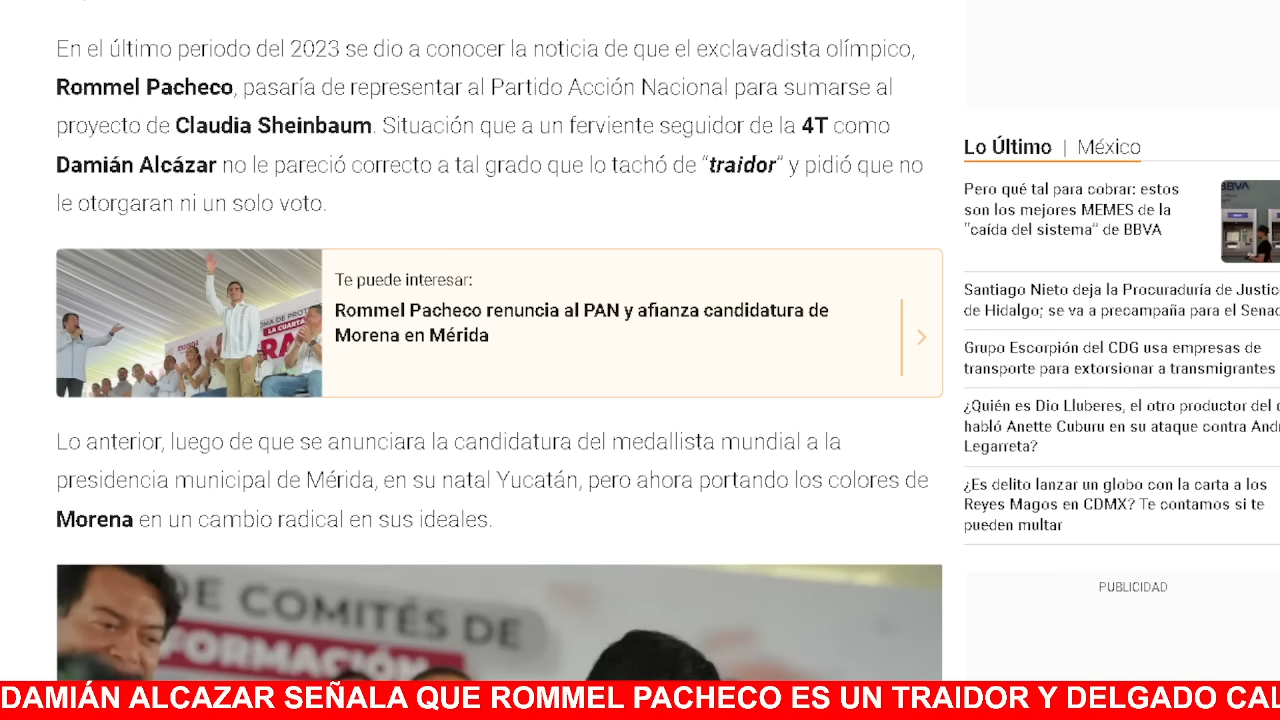 En el último periodo del 2023 se dio a conocer la noticia de que el exclavadista olímpico,
Rommel Pacheco, pasaría de representar al Partido Acción Nacional para sumarse al
proyecto de Claudia Sheinbaum. Situación que a un ferviente seguidor de la 4T como
Damián Alcázar no le pareció correcto a tal grado que lo tachó de “traidor” y pidió que no
le otorgaran ni un solo voto.
Te puede interesar:
Rommel Pacheco renuncia al PAN y afianza candidatura de
Morena en Mérida
LA CUARTA
morena
Lo anterior, luego de que se anunciara la candidatura del medallista mundial a la
presidencia municipal de Mérida, en su natal Yucatán, pero ahora portando los colores de
Morena en un cambio radical en sus ideales.
DE COMITÉS DE
FORMACIÓN
Lo Último | México
Pero qué tal para cobrar: estos
son los mejores MEMES de la
“caída del sistema” de BBVA
BBVA
Santiago Nieto deja la Procuraduría de Justic
de Hidalgo; se va a precampaña para el Sena
Grupo Escorpión del CDG usa empresas de
transporte para extorsionar a transmigrantes
¿Quién es Dio Lluberes, el otro productor del
habló Anette Cuburu en su ataque contra And
Legarreta?
¿Es delito lanzar un globo con la carta a los
Reyes Magos en CDMX? Te contamos si te
pueden multar
PUBLICIDAD
DAMIÁN ALCAZAR SEÑALA QUE ROMMEL PACHECO ES UN TRAIDOR Y DELGADO CAL